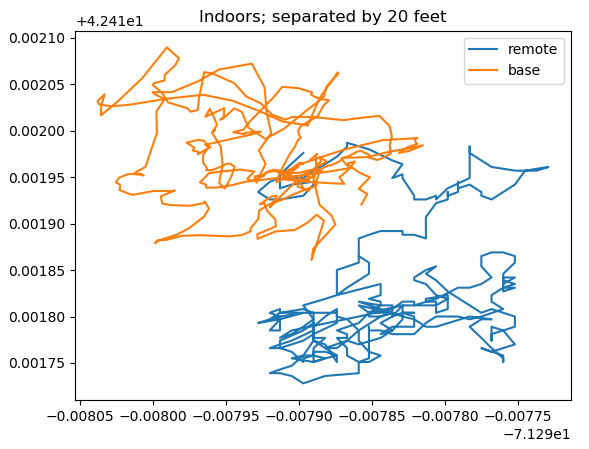 Indoors; separated by 20 feet
+4.241e1
remote
base
0.00210
0.00205
0.00200
0.00195
0.00190
0.00185
0.00180
0.00175
−0.00805 −0.00800 −0.00795 −0.00790 −0.00785 −0.00780 −0.00775
−7.129e1